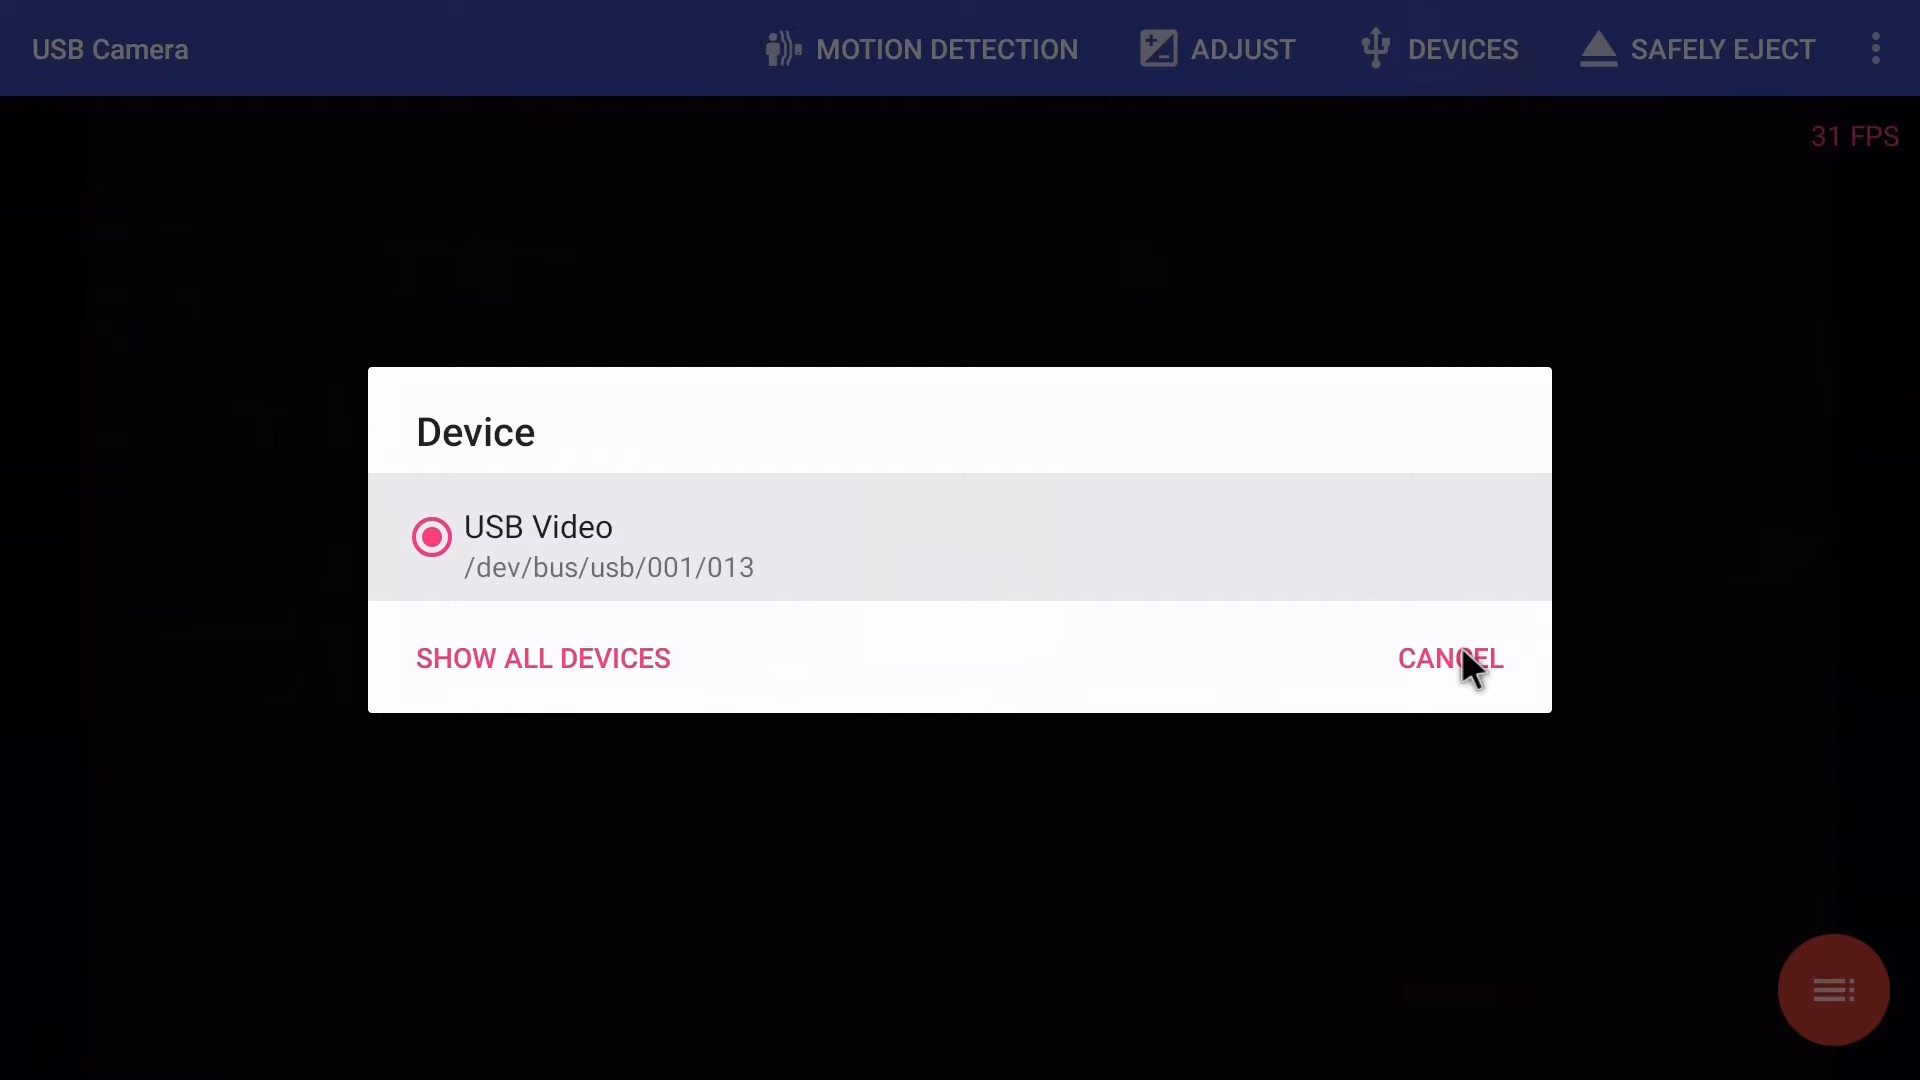 USB Camera
MOTION DETECTION
ADJUST
DEVICES
SAFELY EJECT
31 FPS
Device
USB Video
/dev/bus/usb/001/013
SHOW ALL DEVICES
CANCEL